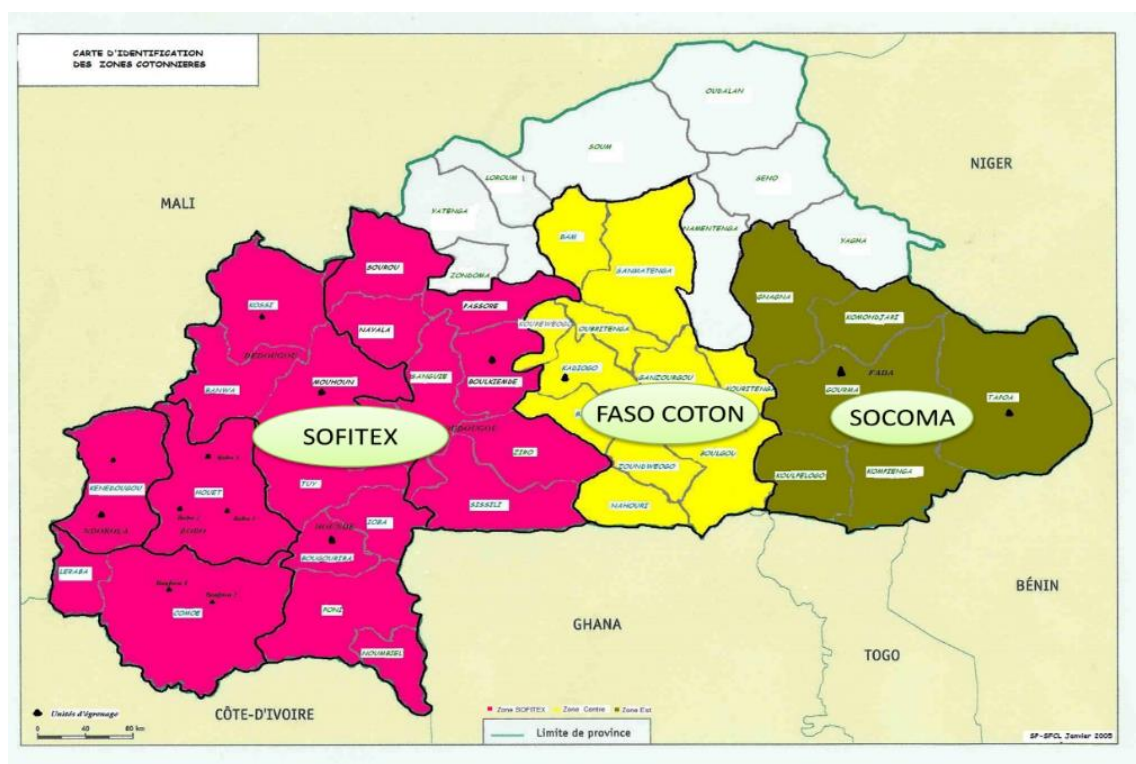 CARTE D'IDENTIFICATION
DES ZONES COTONNIERES
OUDALAN
SOUM
NIGER
LOROUM
SENO
MALI
YATENGA
NAMENTENGA
YAGHA
BAM
SOUROU
ZONDOMA
SANMATENGA
GNAGNA
KOSSI
PASSORE
KOMONDJARI
NAYALA
KOURWEOGO
OUBRITENGA
DEDOUGOU
SANGUIE
KADIOGO
GANZOURGOU
FADA
BANWA
MOUHOUN
BOULKIEMDE
KOURITENGA
GOURMA
TAPOA
SOFITEX
FASO COTON
SOCOMA
ZIRO
BOULGOU
KENEDOUGOU
HOUET
TUY
ZOUNDWEOGO
KOULPELOGO
KOMPIENGA
SISSILI
NAHOURI
N'DOROLA
BOBO
IOBA
BOUGOURIBA
LERABA
BÉNIN
COMOE
PONI
GHANA
NOUMBIEL
TOGO
Unités d'égrenage
CÔTE-D'IVOIRE
Zone SOFITEX Zone Centre Zone Est
0 40 80 km
Limite de province
SP-SFCL Janvier 2005